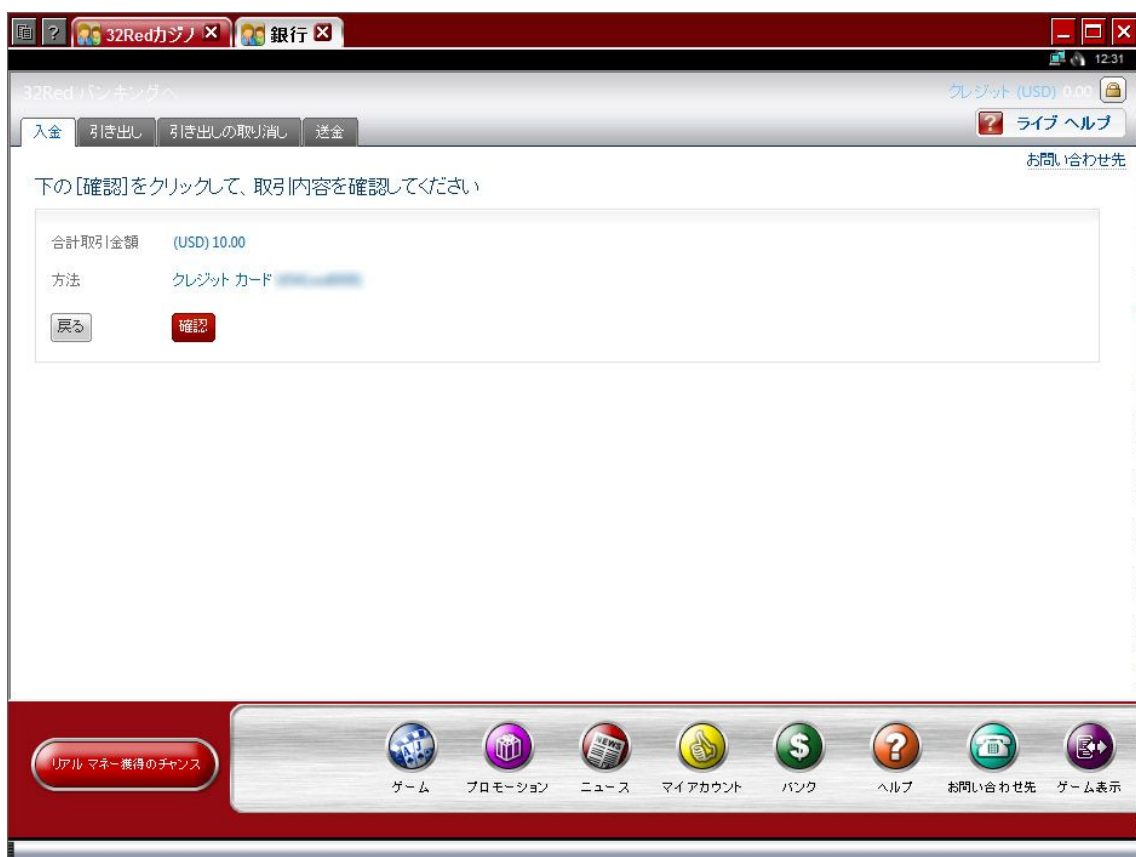 ? 32Redカジノ 銀行
12:31
32Red バンキングへ クレジット (USD) 0.00
入金 引き出し 引き出しの取り消し 送金 ? ライブ ヘルプ
お問い合わせ先
下の [確認]をクリックして、取引内容を確認してください
合計取引金額 (USD) 10.00
方法 クレジット カード
戻る 確認
リアル マネー獲得のチャンス
NEWS $ ?
ゲーム プロモーション ニュース マイアカウント バンク ヘルプ お問い合わせ先 ゲーム表示